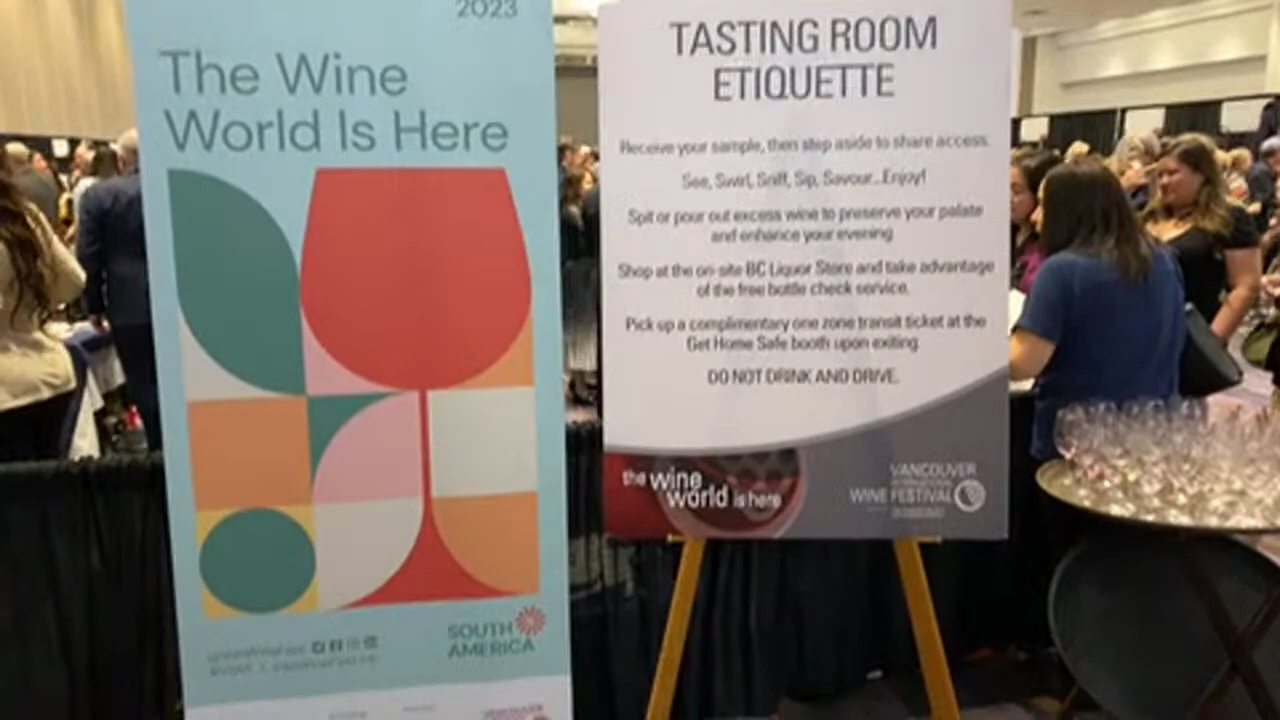 2023
The Wine
World Is Here
SOUTH
AMERICA
TASTING ROOM
ETIQUETTE
Receive your sample, then step aside to share access.
See, Swirl, Sniff, Sip, Savour...Enjoy!
Spit or pour out excess wine to preserve your palate
and enhance your evening
Shop at the on-site BC Liquor Store and take advantage
of the free bottle check service.
Pick up a complimentary one zone transit ticket at the
Get Home Safe booth upon exiting
DO NOT DRINK AND DRIVE.
the wine
world is here
VANCOUVER
INTERNATIONAL
WINE FESTIVAL